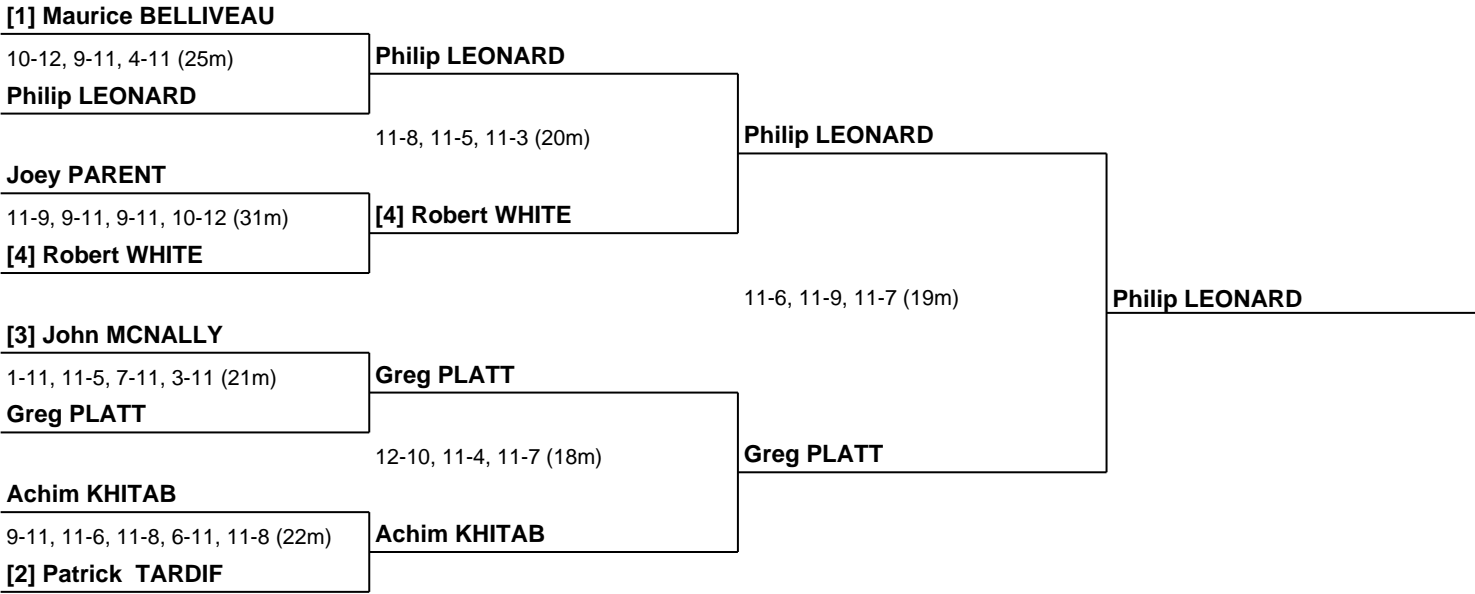 [1] Maurice BELLIVEAU
10-12, 9-11, 4-11 (25m)
Philip LEONARD
Philip LEONARD
11-8, 11-5, 11-3 (20m)
Philip LEONARD
Joey PARENT
11-9, 9-11, 9-11, 10-12 (31m)
[4] Robert WHITE
[4] Robert WHITE
11-6, 11-9, 11-7 (19m)
Philip LEONARD
[3] John MCNALLY
1-11, 11-5, 7-11, 3-11 (21m)
Greg PLATT
Greg PLATT
12-10, 11-4, 11-7 (18m)
Greg PLATT
Achim KHITAB
9-11, 11-6, 11-8, 6-11, 11-8 (22m)
[2] Patrick  TARDIF
Achim KHITAB